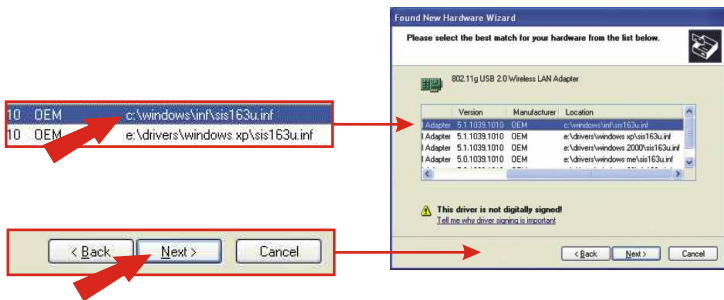 10 OEM c:\windows\inf\sis163u.inf
10 OEM e:\drivers\windows xp\sis163u.inf
< Back Next > Cancel
Found New Hardware Wizard
Please select the best match for your hardware from the list below.
802.11g USB 2.0 Wireless LAN Adapter
Version Manufacturer Location
l Adapter 5.1.1039.1010 OEM c:\windows\inf\sis163u.inf
l Adapter 5.1.1039.1010 OEM e:\drivers\windows xp\sis163u.inf
l Adapter 5.1.1039.1010 OEM e:\drivers\windows 2000\sis163u.inf
l Adapter 5.0.1039.1010 OEM e:\drivers\windows me\sis163u.inf
This driver is not digitally signed!
Tell me why driver signing is important
< Back Next > Cancel